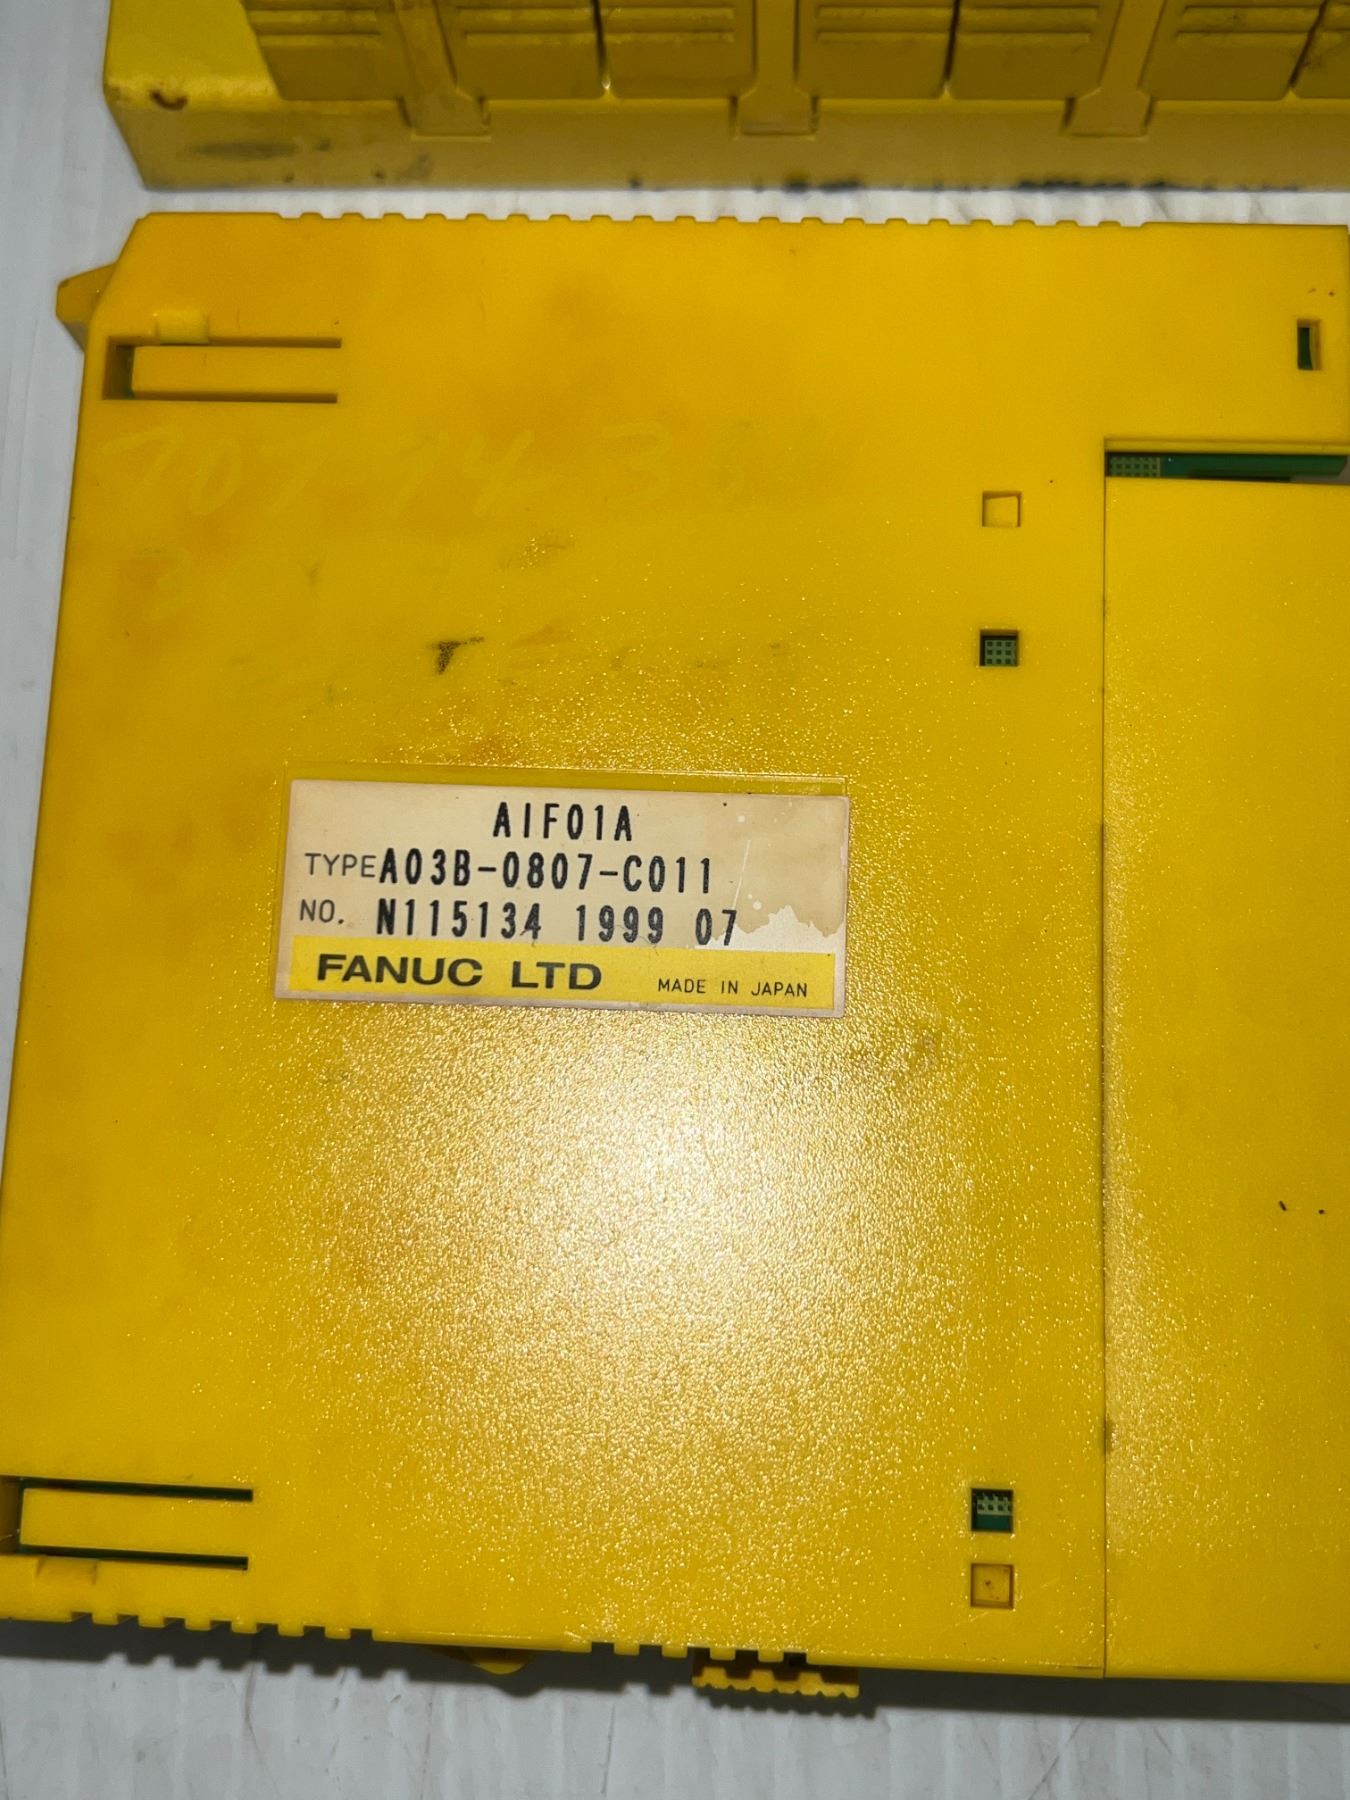 AIF01A
TYPE A03B-0807-C011
NO. N115134 1999 07
FANUC LTD MADE IN JAPAN